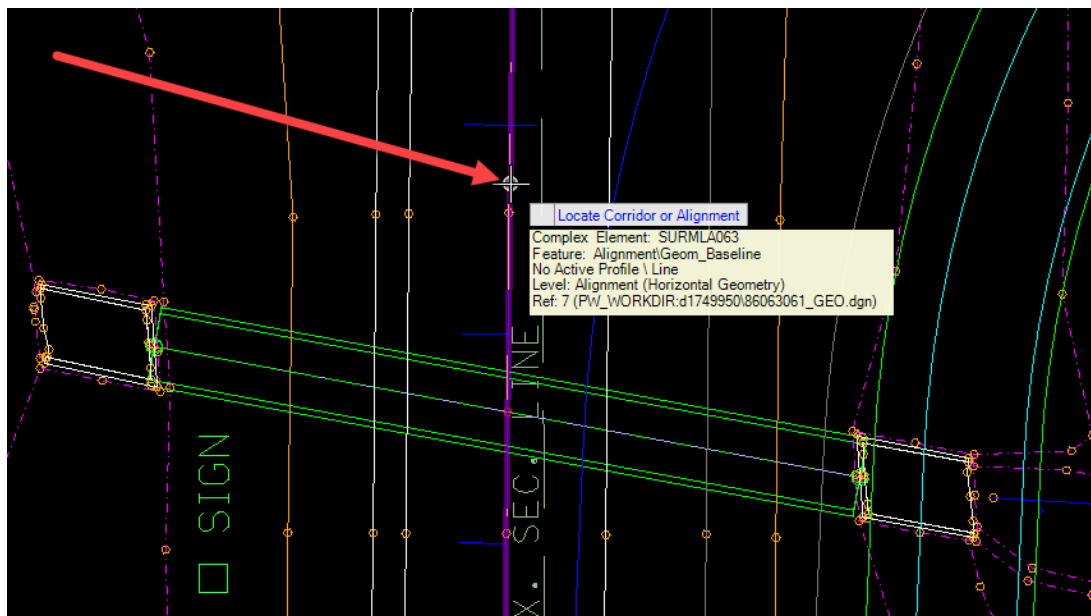 Locate Corridor or Alignment
Complex Element: SURMLA063
Feature: Alignment\Geom_Baseline
No Active Profile \ Line
Level: Alignment (Horizontal Geometry)
Ref: 7 (PW_WORKDIR:d1749950\86063061_GEO.dgn)
X. SEC. LINE
SIGN